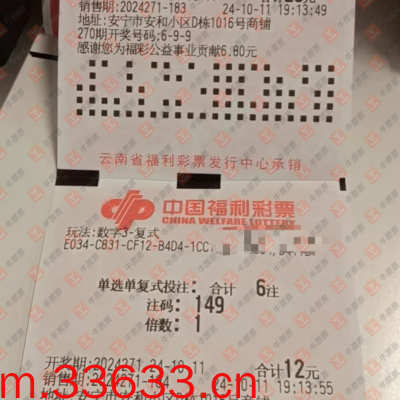 销售期:2024271-183 24-10-11 19:13:49
地址:安宁市安和小区D栋1016号商铺
270期开奖号码:6-9-9
感谢您为福彩公益事业贡献6.80元
云南省福利彩票发行中心承销
中国福利彩票
CHINA WELFARE LOTTERY
玩法:数字3-复式
E034-C831-CF12-B4D4-1CC
单选单复式投注: 合计 6注
注码: 149
倍数: 1
开奖期:2024271 24-10-11 合计12元
m.33633.cn
24-10-11 19:13:55